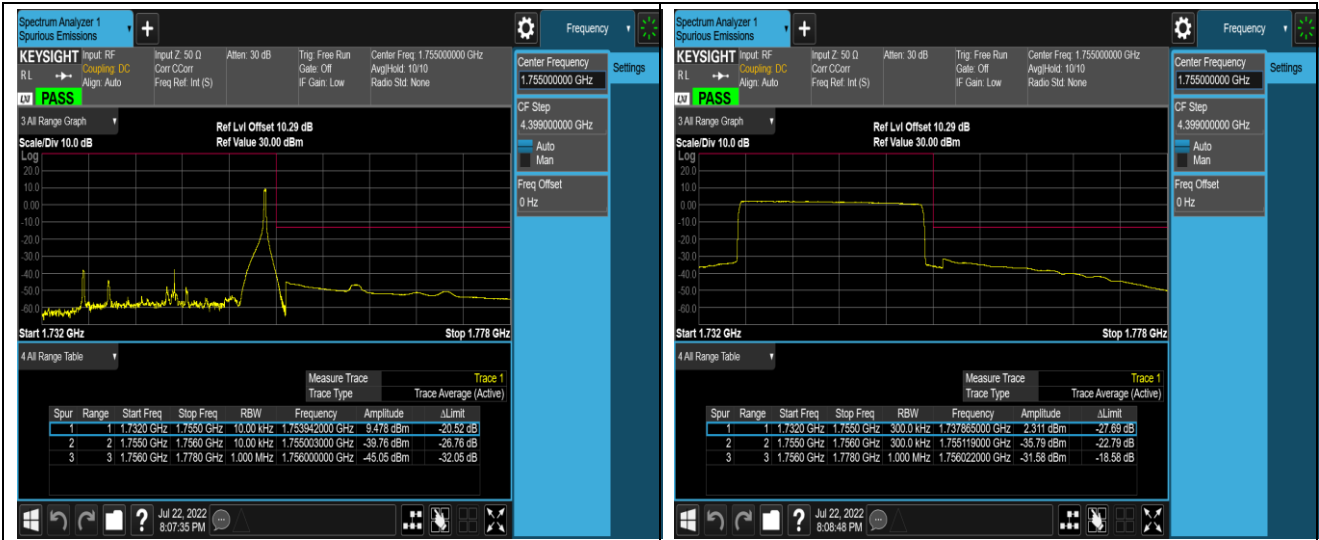 Spectrum Analyzer 1
Spurious Emissions
+
Frequency
KEYSIGHT Input: RF Input Z: 50 Ω Atten: 30 dB Trig: Free Run Center Freq: 1.755000000 GHz
RL Coupling: DC Corr CCorr Gate: Off Avg|Hold: 10/10
Align: Auto Freq Ref: Int (S) IF Gain: Low Radio Std: None
LXI PASS
Center Frequency
1.755000000 GHz
Settings
CF Step
4.399000000 GHz
Auto
Man
Freq Offset
0 Hz
3 All Range Graph
Ref Lvl Offset 10.29 dB
Scale/Div 10.0 dB Ref Value 30.00 dBm
Log
20.0
10.0
0.00
-10.0
-20.0
-30.0
-40.0
-50.0
-60.0
Start 1.732 GHz Stop 1.778 GHz
4 All Range Table
Measure Trace Trace 1
Trace Type Trace Average (Active)
Spur Range Start Freq Stop Freq RBW Frequency Amplitude ΔLimit
1 1 1.7320 GHz 1.7550 GHz 10.00 kHz 1.753942000 GHz 9.478 dBm -20.52 dB
2 2 1.7550 GHz 1.7560 GHz 10.00 kHz 1.755003000 GHz -39.76 dBm -26.76 dB
3 3 1.7560 GHz 1.7780 GHz 1.000 MHz 1.756000000 GHz -45.05 dBm -32.05 dB
?
Jul 22, 2022
8:07:35 PM
Spectrum Analyzer 1
Spurious Emissions
+
Frequency
KEYSIGHT Input: RF Input Z: 50 Ω Atten: 30 dB Trig: Free Run Center Freq: 1.755000000 GHz
RL Coupling: DC Corr CCorr Gate: Off Avg|Hold: 10/10
Align: Auto Freq Ref: Int (S) IF Gain: Low Radio Std: None
LXI PASS
Center Frequency
1.755000000 GHz
Settings
CF Step
4.399000000 GHz
Auto
Man
Freq Offset
0 Hz
3 All Range Graph
Ref Lvl Offset 10.29 dB
Scale/Div 10.0 dB Ref Value 30.00 dBm
Log
20.0
10.0
0.00
-10.0
-20.0
-30.0
-40.0
-50.0
-60.0
Start 1.732 GHz Stop 1.778 GHz
4 All Range Table
Measure Trace Trace 1
Trace Type Trace Average (Active)
Spur Range Start Freq Stop Freq RBW Frequency Amplitude ΔLimit
1 1 1.7320 GHz 1.7550 GHz 300.0 kHz 1.737865000 GHz 2.311 dBm -27.69 dB
2 2 1.7550 GHz 1.7560 GHz 300.0 kHz 1.755119000 GHz -35.79 dBm -22.79 dB
3 3 1.7560 GHz 1.7780 GHz 1.000 MHz 1.756022000 GHz -31.58 dBm -18.58 dB
?
Jul 22, 2022
8:08:48 PM